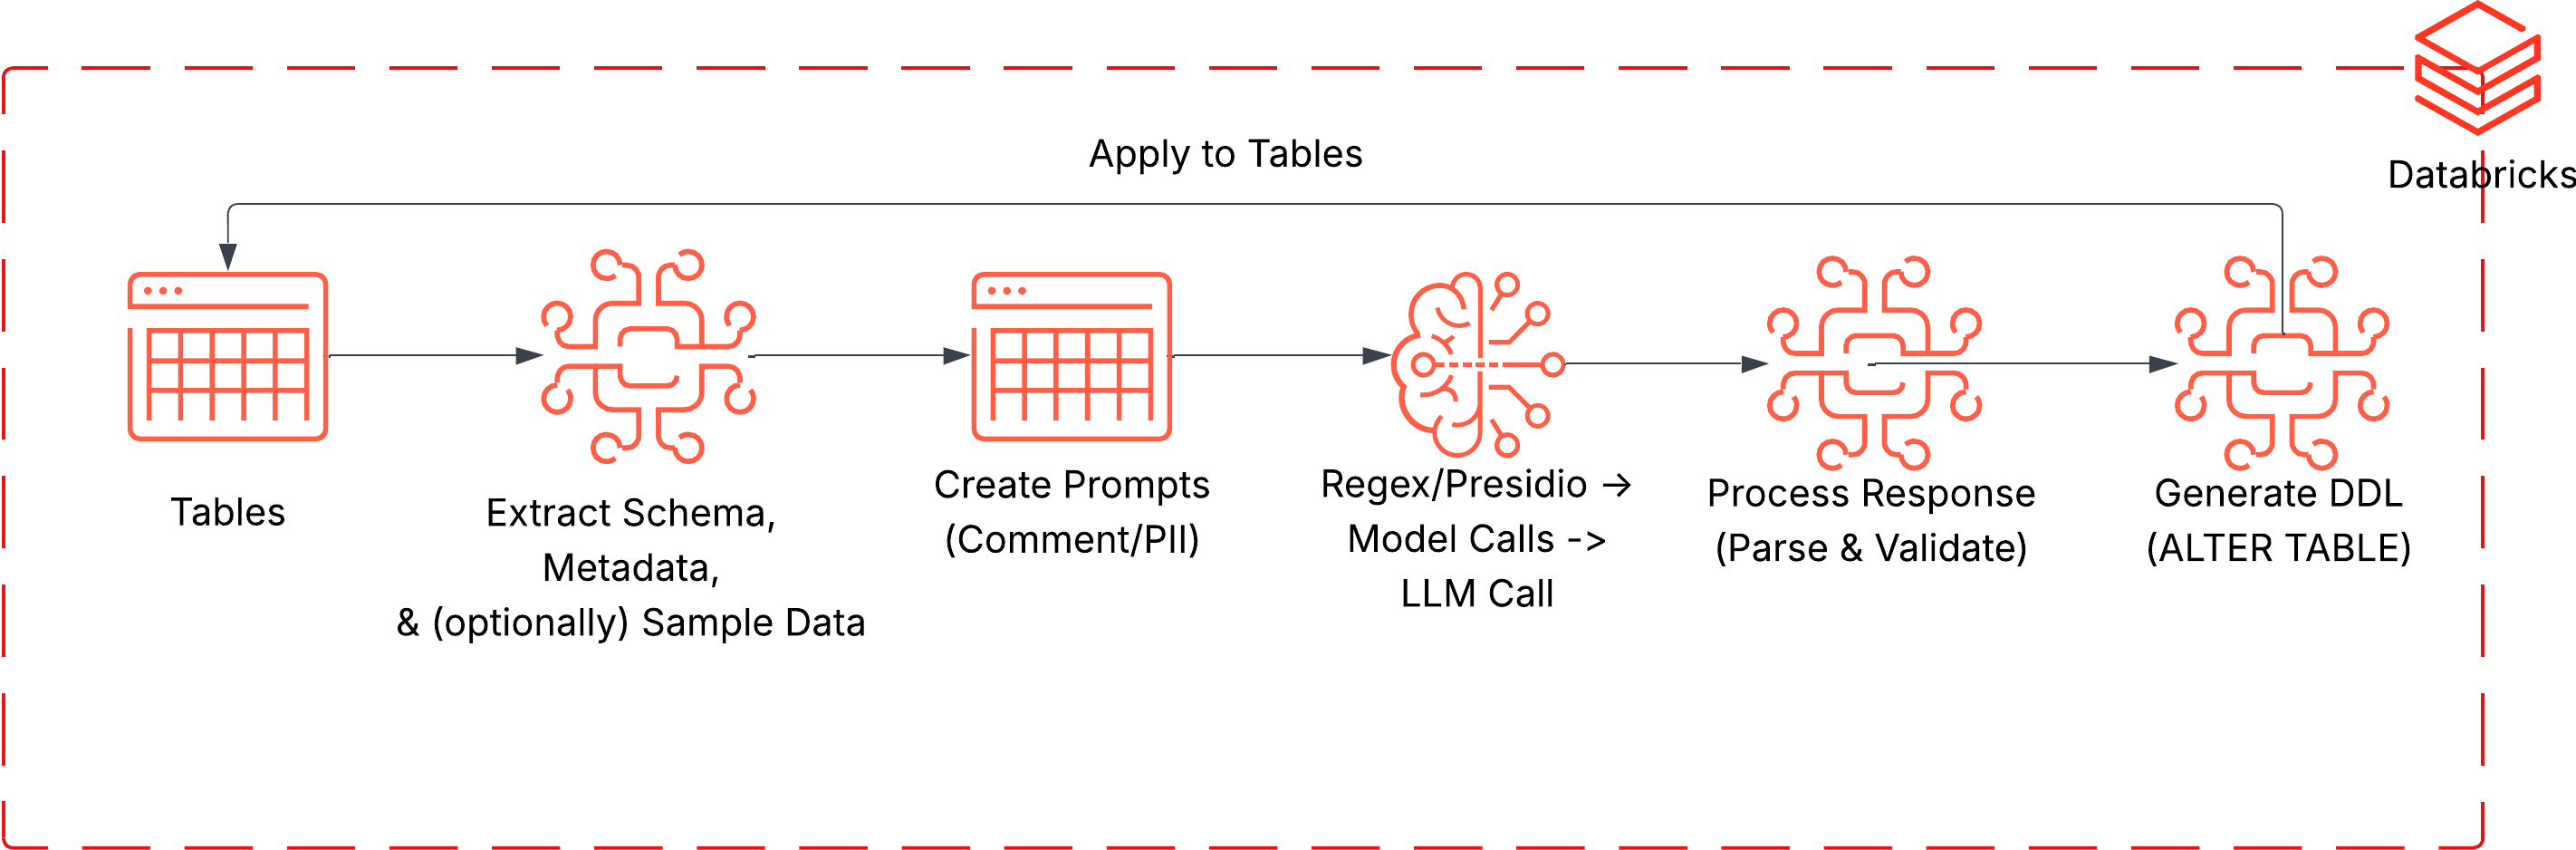 Databricks
Apply to Tables
Tables
Extract Schema,
Metadata,
& (optionally) Sample Data
Create Prompts
(Comment/PII)
Regex/Presidio →
Model Calls ->
LLM Call
Process Response
(Parse & Validate)
Generate DDL
(ALTER TABLE)